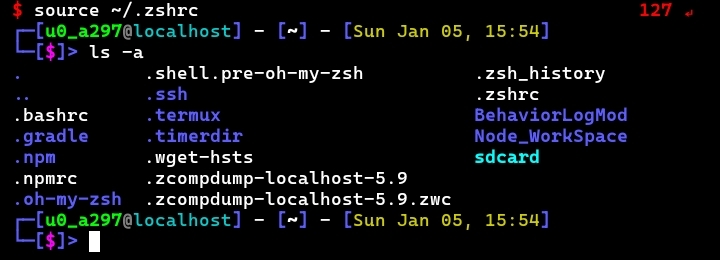 $ source ~/.zshrc 127 ↵
┌─[u0_a297@localhost] - [~] - [Sun Jan 05, 15:54]
└─[$]> ls -a
. .shell.pre-oh-my-zsh .zsh_history
.. .ssh .zshrc
.bashrc .termux BehaviorLogMod
.gradle .timerdir Node_WorkSpace
.npm .wget-hsts sdcard
.npmrc .zcompdump-localhost-5.9
.oh-my-zsh .zcompdump-localhost-5.9.zwc
┌─[u0_a297@localhost] - [~] - [Sun Jan 05, 15:54]
└─[$]>